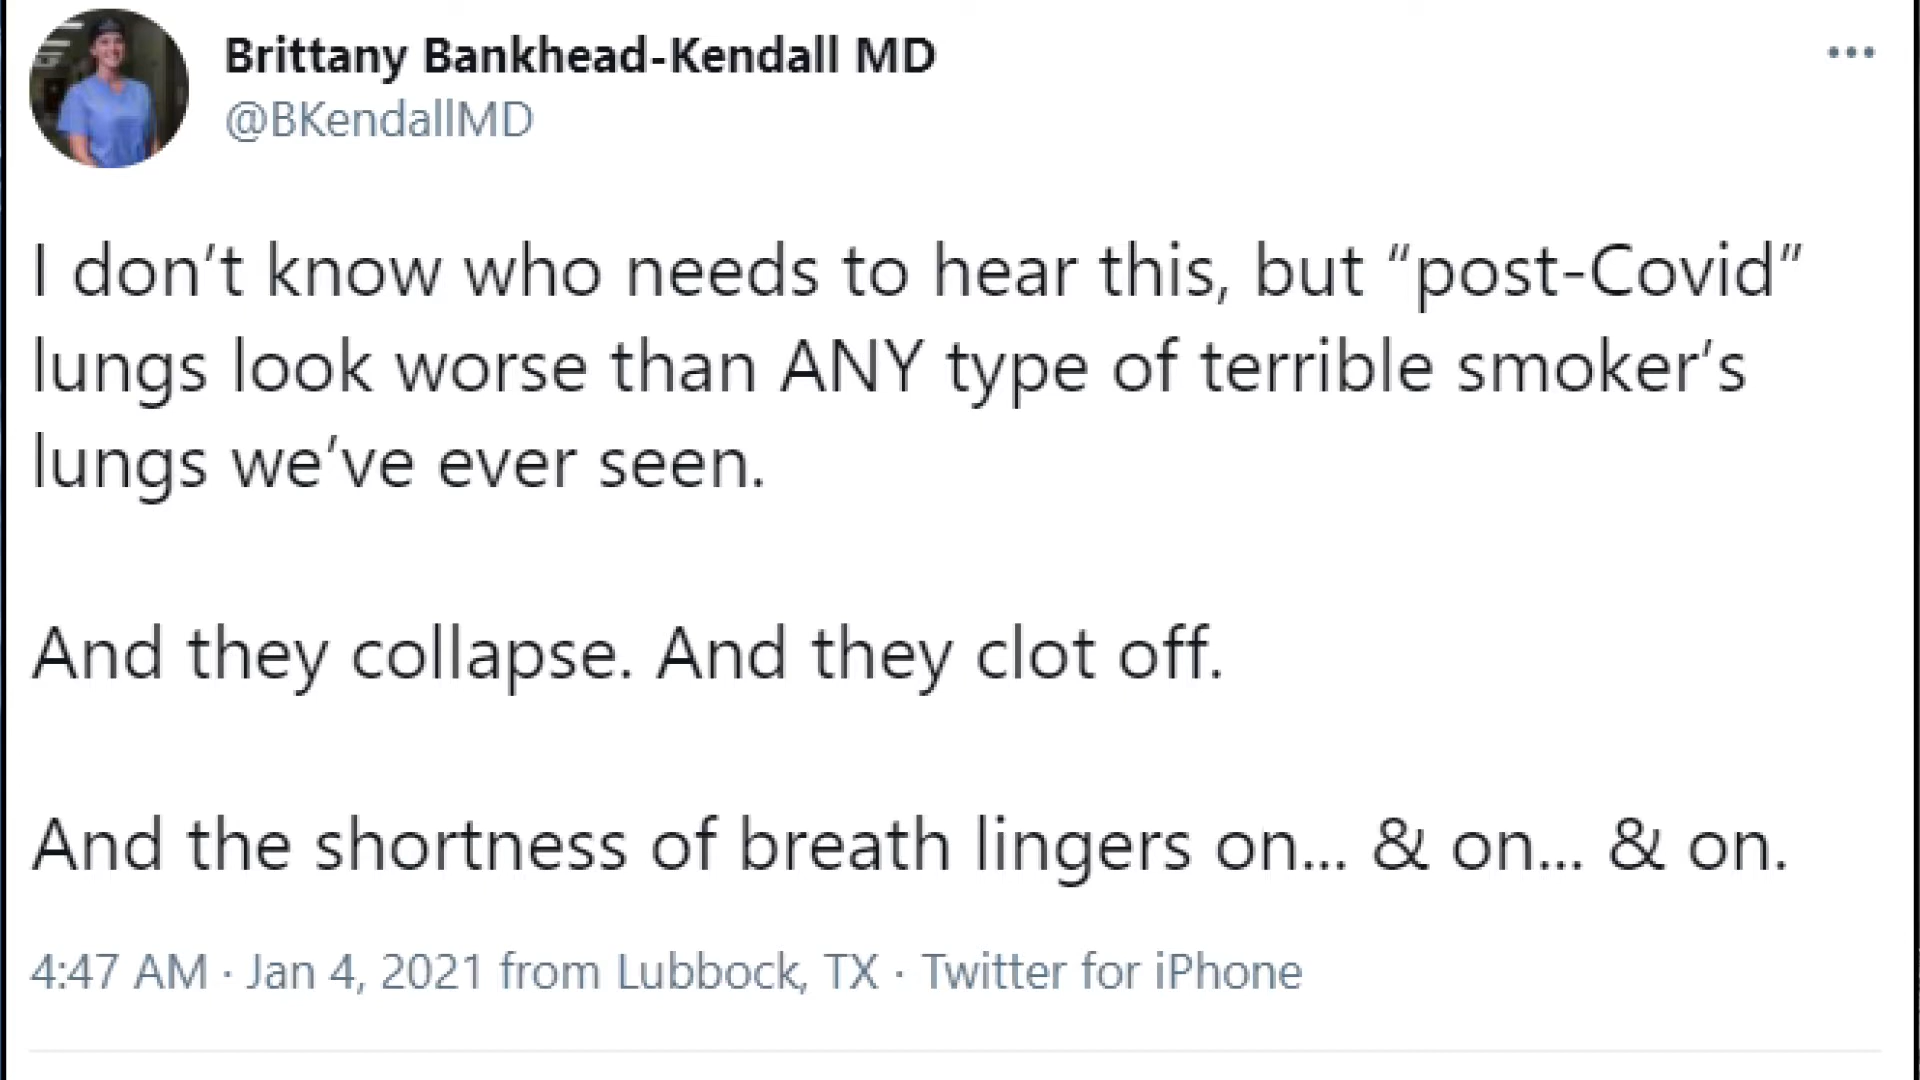 Brittany Bankhead-Kendall MD
@BKendallMD
I don’t know who needs to hear this, but “post-Covid”
lungs look worse than ANY type of terrible smoker’s
lungs we’ve ever seen.
And they collapse. And they clot off.
And the shortness of breath lingers on... & on... & on.
4:47 AM · Jan 4, 2021 from Lubbock, TX · Twitter for iPhone